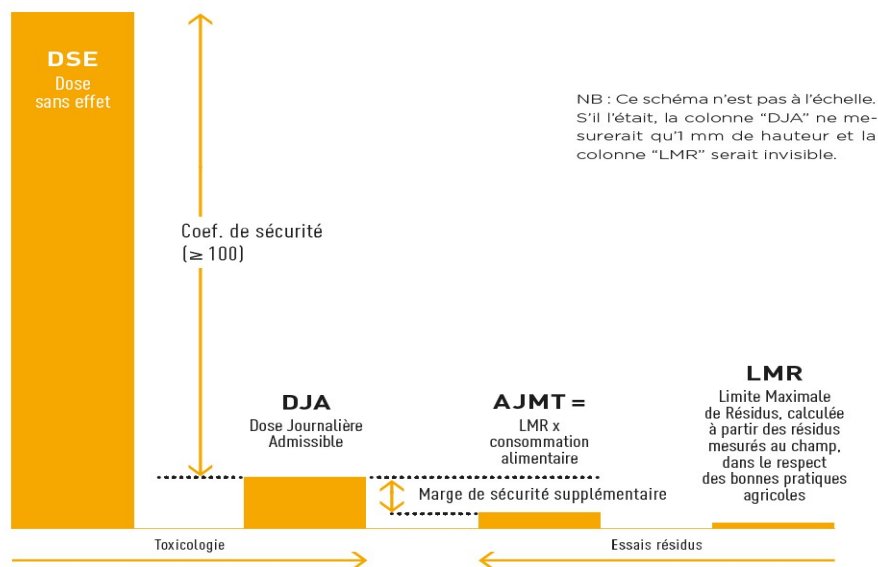 DSE
Dose
sans effet
NB : Ce schéma n'est pas à l'échelle.
S'il l'était, la colonne “DJA” ne me-
surerait qu'1 mm de hauteur et la
colonne “LMR” serait invisible.
Coef. de sécurité
(≥ 100)
DJA
Dose Journalière
Admissible
AJMT =
LMR x
consommation
alimentaire
LMR
Limite Maximale
de Résidus, calculée
à partir des résidus
mesurés au champ,
dans le respect
des bonnes pratiques
agricoles
Marge de sécurité supplémentaire
Toxicologie
Essais résidus